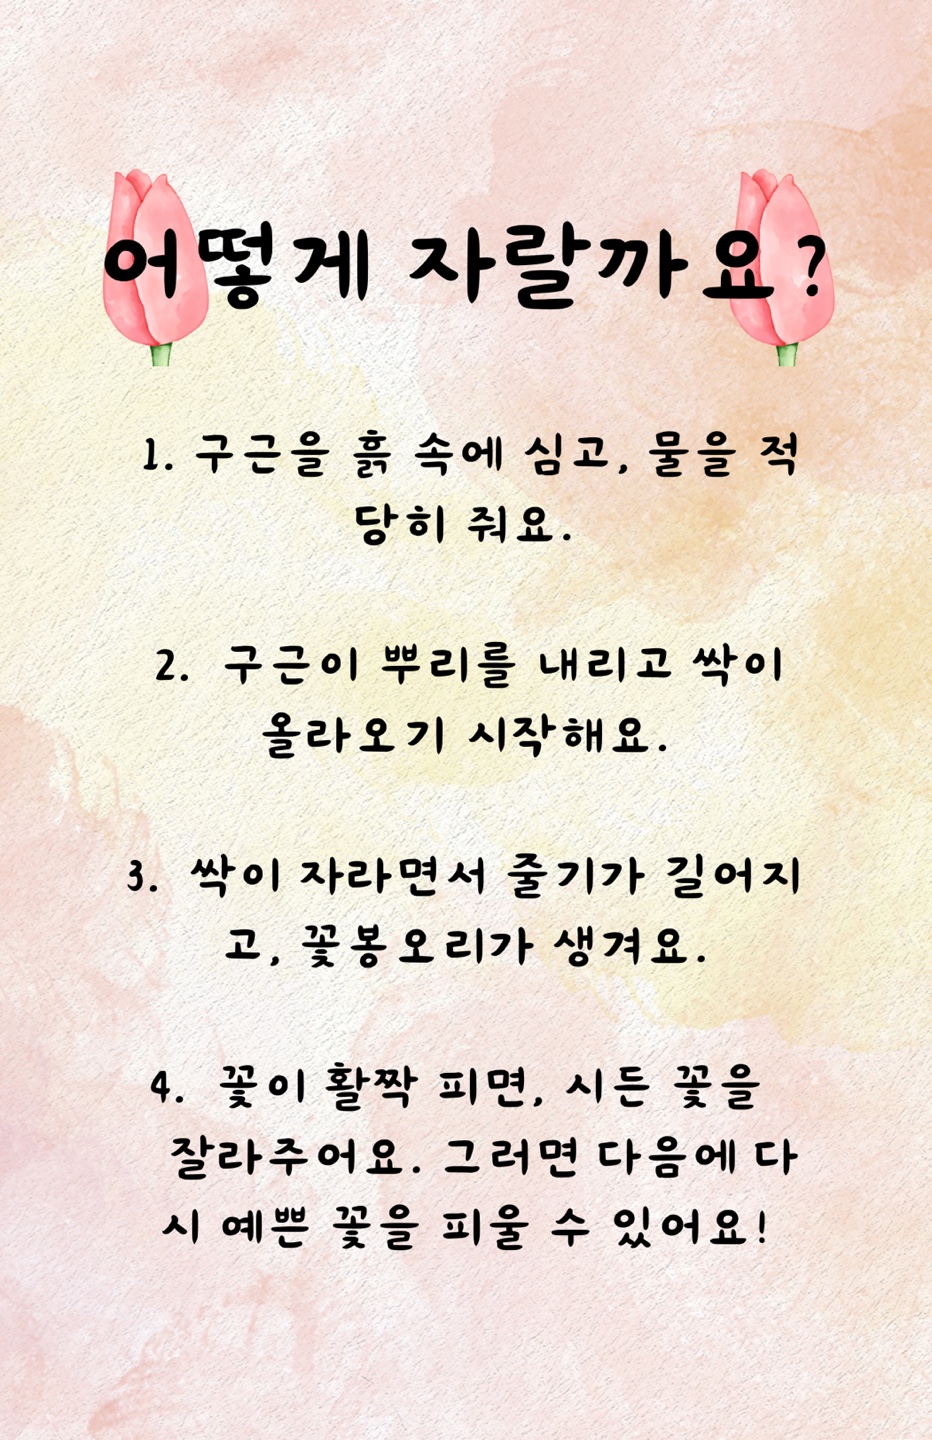 어떻게 자랄까요?
1. 구근을 흙 속에 심고, 물을 적
당히 줘요.
2. 구근이 뿌리를 내리고 싹이
올라오기 시작해요.
3. 싹이 자라면서 줄기가 길어지
고, 꽃봉오리가 생겨요.
4. 꽃이 활짝 피면, 시든 꽃을
잘라주어요. 그러면 다음에 다
시 예쁜 꽃을 피울 수 있어요!